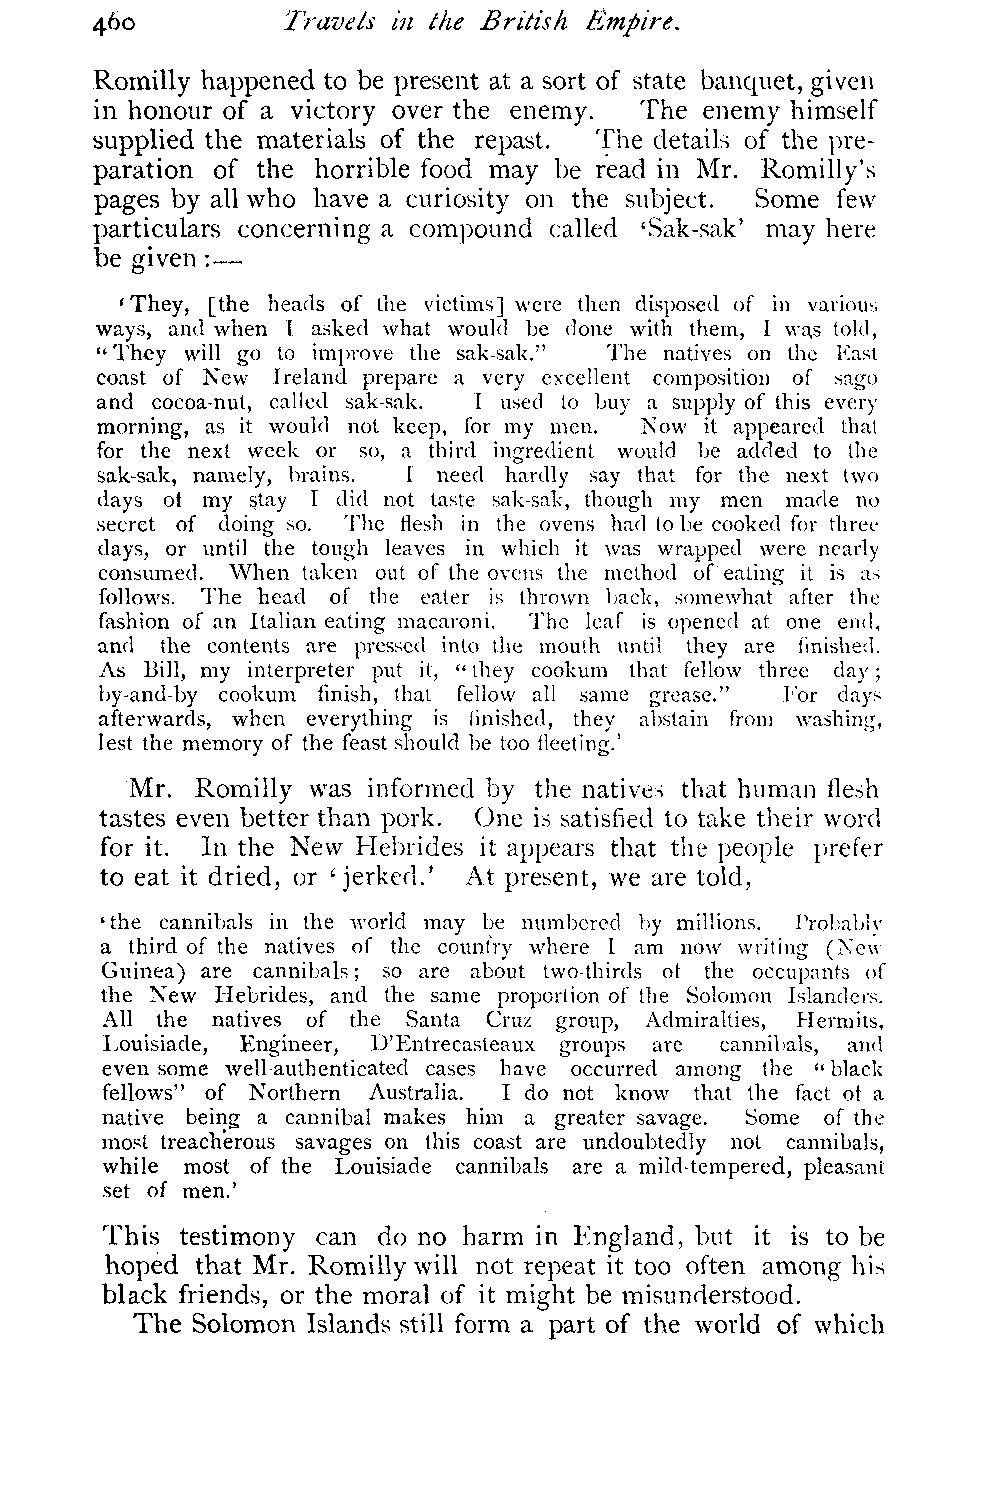 460 Travels in the British Empire.
Romilly happened to be present at a sort of state banquet, given
in honour of a victory over the enemy. The enemy himself
supplied the materials of the repast. The details of the pre-
paration of the horrible food may be read in Mr. Romilly's
pages by all who have a curiosity on the subject. Some few
particulars concerning a compound called 'Sak-sak' may here
be given :—
'They, [the heads of the victims] were then disposed of in various
ways, and when I asked what would be done with them, I was told,
"They will go to improve the sak-sak." The natives on the East
coast of New Ireland prepare a very excellent composition of sago
and cocoa-nut, called sak-sak. I used to buy a supply of this every
morning, as it would not keep, for my men. Now it appeared that
for the next week or so, a third ingredient would be added to the
sak-sak, namely, brains. I need hardly say that for the next two
days of my stay I did not taste sak-sak, though my men made no
secret of doing so. The flesh in the ovens had to be cooked for three
days, or until the tough leaves in which it was wrapped were nearly
consumed. When taken out of the ovens the method of eating it is as
follows. The head of the eater is thrown back, somewhat after the
fashion of an Italian eating macaroni. The leaf is opened at one end,
and the contents are pressed into the mouth until they are finished.
As Bill, my interpreter put it, "they cookum that fellow three day;
by-and-by cookum finish, that fellow all same grease." For days
afterwards, when everything is finished, they abstain from washing,
lest the memory of the feast should be too fleeting.'
Mr. Romilly was informed by the natives that human flesh
tastes even better than pork. One is satisfied to take their word
for it. In the New Hebrides it appears that the people prefer
to eat it dried, or 'jerked.' At present, we are told,
'the cannibals in the world may be numbered by millions. Probably
a third of the natives of the country where I am now writing (New
Guinea) are cannibals; so are about two-thirds of the occupants of
the New Hebrides, and the same proportion of the Solomon Islanders.
All the natives of the Santa Cruz group, Admiralties, Hermits,
Louisiade, Engineer, D'Entrecasteaux groups are cannibals, and
even some well-authenticated cases have occurred among the "black
fellows" of Northern Australia. I do not know that the fact of a
native being a cannibal makes him a greater savage. Some of the
most treacherous savages on this coast are undoubtedly not cannibals,
while most of the Louisiade cannibals are a mild-tempered, pleasant
set of men.'
This testimony can do no harm in England, but it is to be
hoped that Mr. Romilly will not repeat it too often among his
black friends, or the moral of it might be misunderstood.
The Solomon Islands still form a part of the world of which